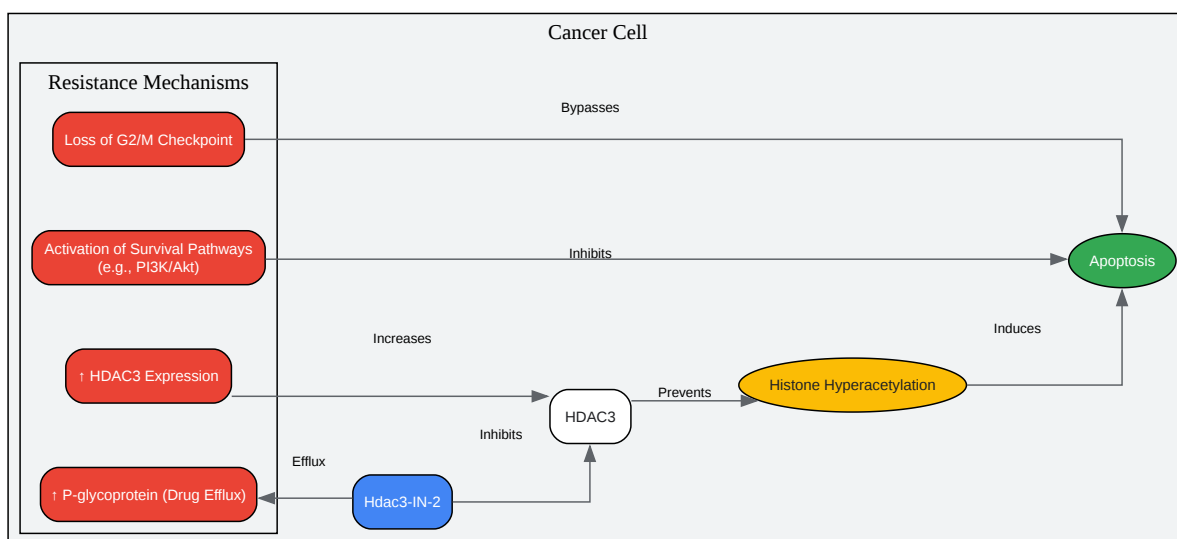 Cancer Cell
Resistance Mechanisms
Bypasses
Loss of G2/M Checkpoint
Activation of Survival Pathways
(e.g., PI3K/Akt)
Inhibits
Apoptosis
Increases
Induces
↑ HDAC3 Expression
Histone Hyperacetylation
Prevents
HDAC3
Inhibits
Efflux
↑ P-glycoprotein (Drug Efflux)
Hdac3-IN-2